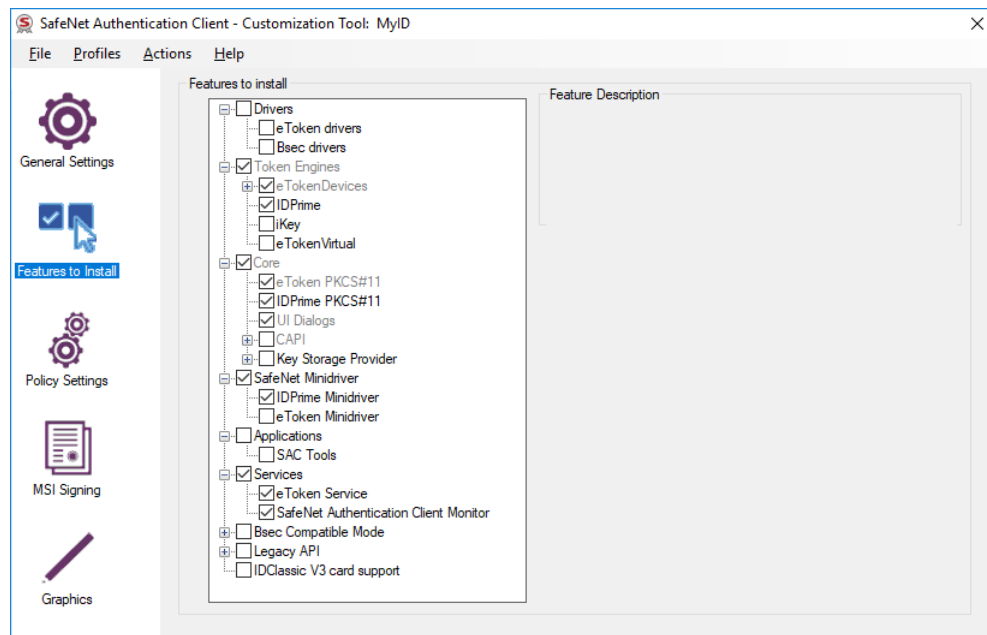 SafeNet Authentication Client - Customization Tool: MyID
File Profiles Actions Help
General Settings
Features to Install
Policy Settings
MSI Signing
Graphics
Features to install
Drivers
eToken drivers
Bsec drivers
Token Engines
eTokenDevices
IDPrime
iKey
eTokenVirtual
Core
eToken PKCS#11
IDPrime PKCS#11
UI Dialogs
CAPI
Key Storage Provider
SafeNet Minidriver
IDPrime Minidriver
eToken Minidriver
Applications
SAC Tools
Services
eToken Service
SafeNet Authentication Client Monitor
Bsec Compatible Mode
Legacy API
IDClassic V3 card support
Feature Description